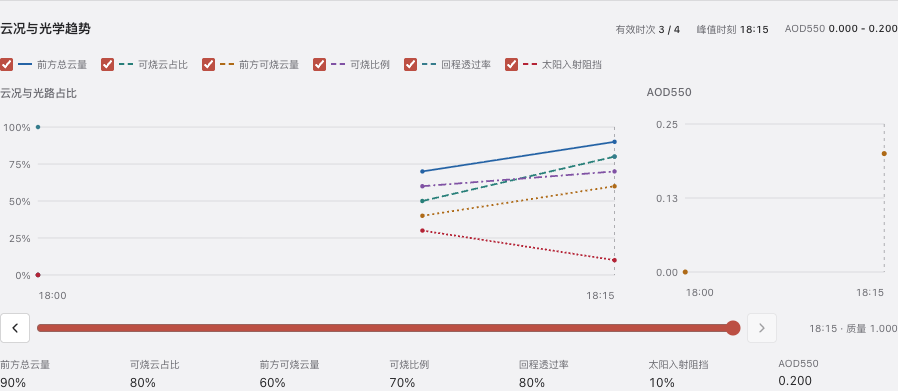 云况与光学趋势
有效时次 3 / 4 峰值时刻 18:15 AOD550 0.000 - 0.200
前方总云量 可烧云占比 前方可烧云量 可烧比例 回程透过率 太阳入射阻挡
云况与光路占比
100%
75%
50%
25%
0%
18:00 18:15
AOD550
0.25
0.13
0.00
18:00 18:15
18:15 · 质量 1.000
前方总云量 可烧云占比 前方可烧云量 可烧比例 回程透过率 太阳入射阻挡 AOD550
90% 80% 60% 70% 80% 10% 0.200